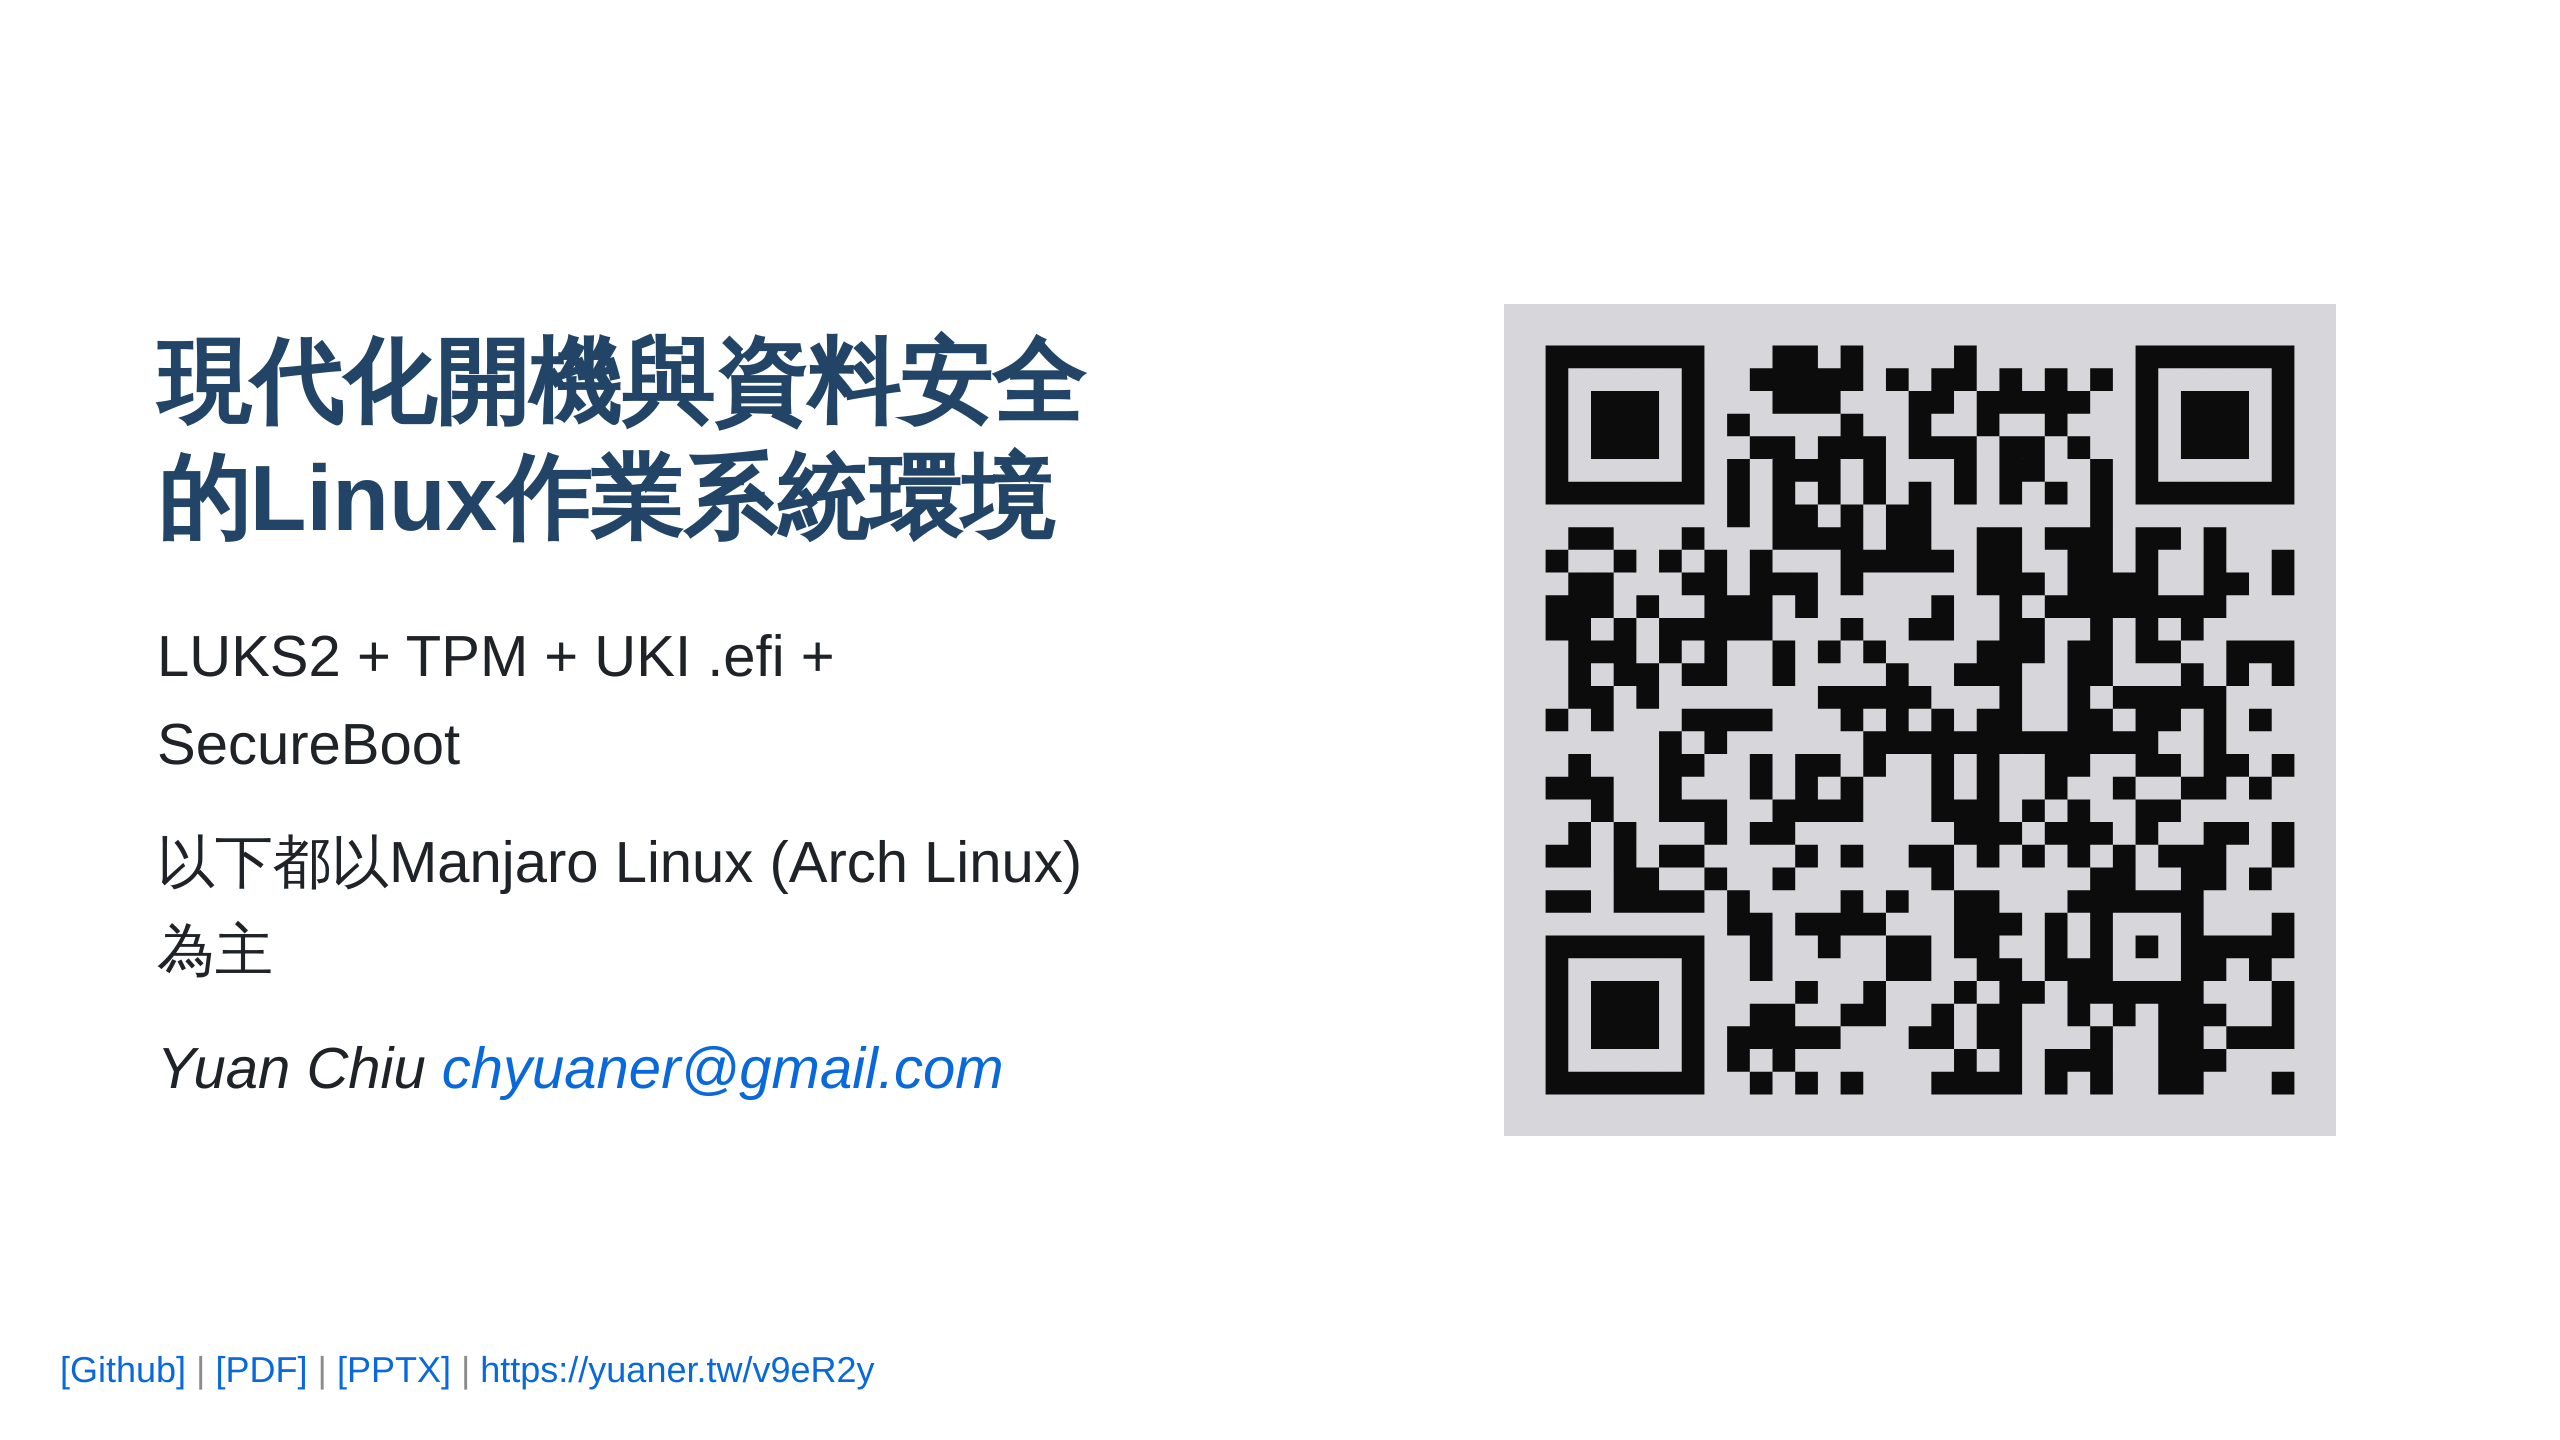 現代化開機與資料安全
的Linux作業系統環境
LUKS2 + TPM + UKI .efi +
SecureBoot
以下都以Manjaro Linux (Arch Linux)
為主
Yuan Chiu chyuaner@gmail.com
[Github] | [PDF] | [PPTX] | https://yuaner.tw/v9eR2y